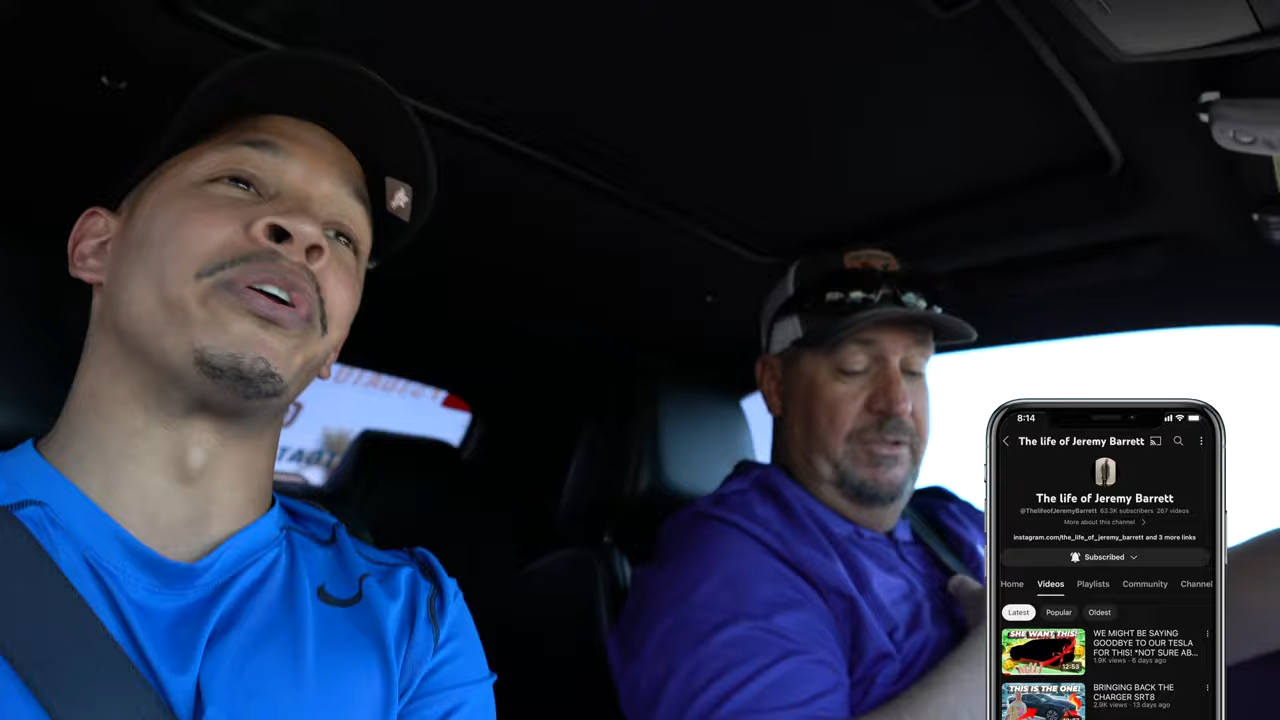 8:14
The life of Jeremy Barrett
The life of Jeremy Barrett
@ThelifeofJeremyBarrett 63.3K subscribers 267 videos
More about this channel
instagram.com/the_life_of_jeremy_barrett and 3 more links
Subscribed
Home Videos Playlists Community Channel
Latest Popular Oldest
SHE WANT THIS!
12:53
WE MIGHT BE SAYING
GOODBYE TO OUR TESLA
FOR THIS! *NOT SURE AB...
1.9K views · 6 days ago
THIS IS THE ONE!
BRINGING BACK THE
CHARGER SRT8
2.9K views · 13 days ago